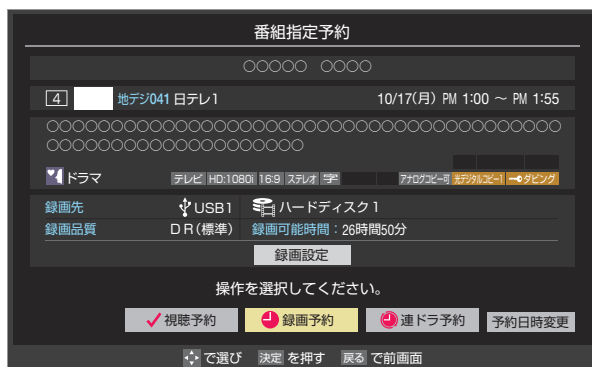 番組指定予約
○○○○○ ○○○○
4 地デジ041 日テレ1 10/17(月) PM 1:00 ～ PM 1:55
○○○○○○○○○○○○○○○○○○○○○○○○○○○○○○
○○○○○○○○○○○○○○○
ドラマ テレビ HD:1080i 16:9 ステレオ 字 アナログコピー可 光デジタルコピー1 ダビング
録画先 USB1 ハードディスク1
録画品質 DR(標準) 録画可能時間：26時間50分
録画設定
操作を選択してください。
視聴予約 録画予約 連ドラ予約 予約日時変更
で選び 決定 を押す 戻る で前画面